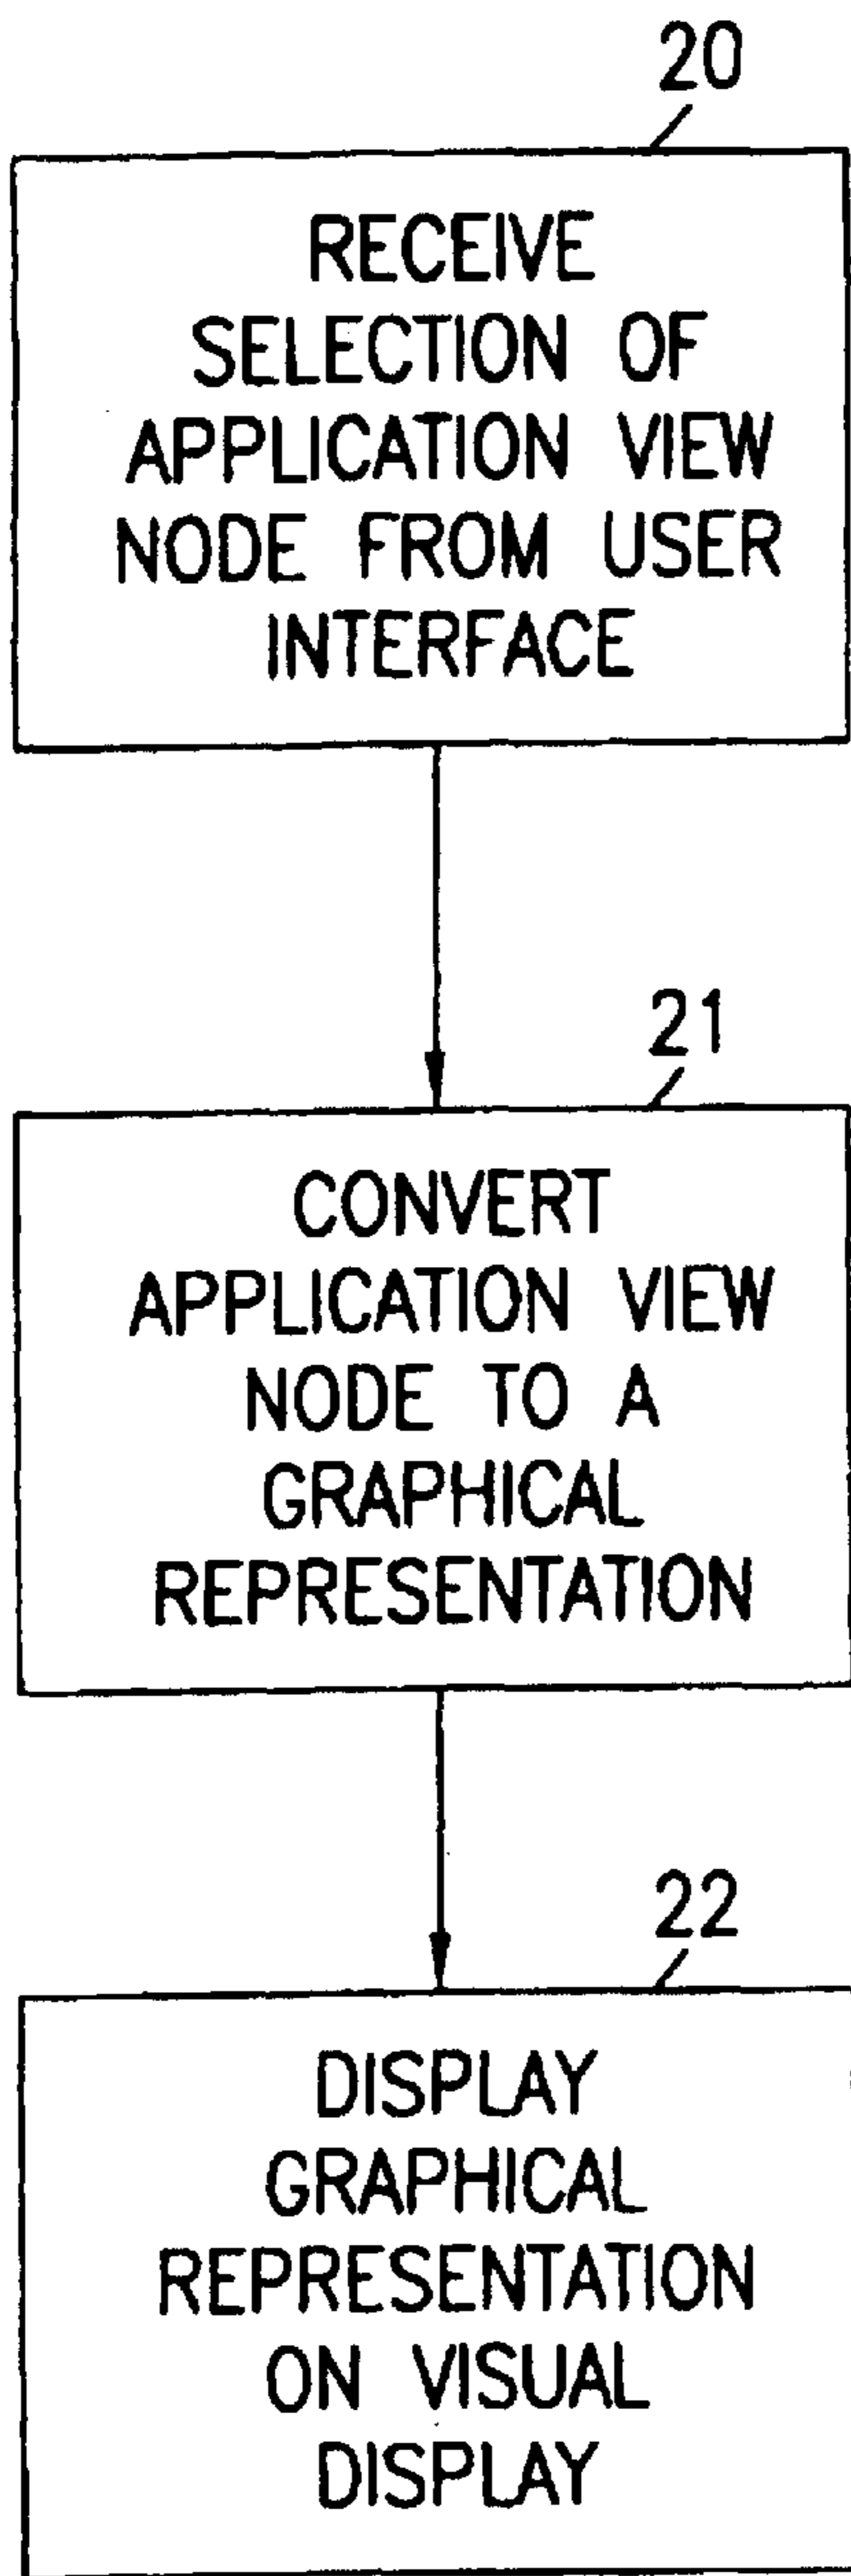 20
RECEIVE
SELECTION OF
APPLICATION VIEW
NODE FROM USER
INTERFACE
21
CONVERT
APPLICATION VIEW
NODE TO A
GRAPHICAL
REPRESENTATION
22
DISPLAY
GRAPHICAL
REPRESENTATION
ON VISUAL
DISPLAY